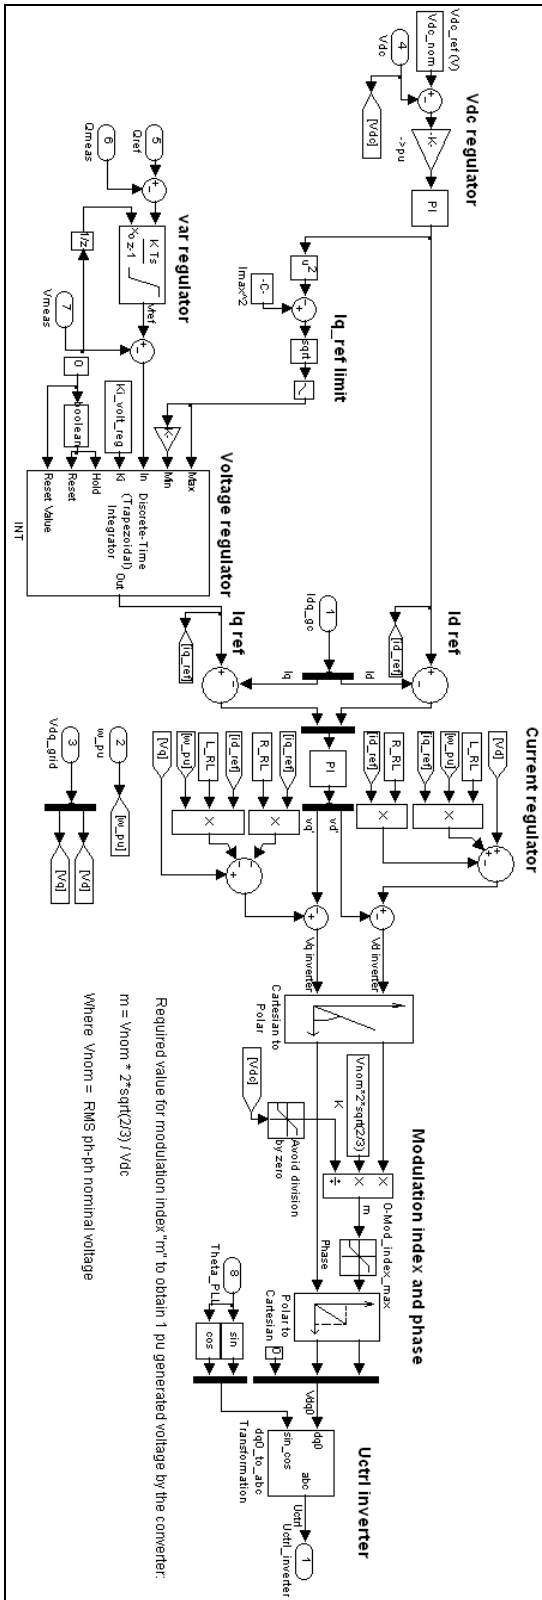 Vdc regulator
Vdc_ref (V)
Vdc_nom
4
Vdc
[Vdc]
-K-
->pu
PI
Iq_ref limit
u²
-C-
Imax^2
sqrt
-K-
var regulator
5
Qref
6
Qmeas
K Ts
z-1
xo
1/z
Vref
7
Vmeas
0
boolean
Ki_volt_reg
Voltage regulator
Max
Min
In
Ki
Hold
Reset
Reset Value
Discrete-Time
(Trapezoidal)
Integrator
Out
INT
Id ref
[id_ref]
1
Idq_gc
Id
Iq
Iq ref
[iq_ref]
Current regulator
[Vd]
L_RL
[w_pu]
[iq_ref]
R_RL
[id_ref]
X
X
PI
vd'
vq'
[iq_ref]
R_RL
[id_ref]
L_RL
[w_pu]
[Vq]
X
X
2
w_pu
[w_pu]
3
Vdq_grid
[Vd]
[Vq]
Vd inverter
Vq inverter
Cartesian to
Polar
Modulation index and phase
Vnom*2*sqrt(2/3)
K
[Vdc]
Avoid division
by zero
X
X
÷
m
0-Mod_index_max
Phase
Polar to
Cartesian
0
8
Theta_PLL
sin
cos
Vdq0
Uctrl inverter
dq0
sin_cos
abc
dq0_to_abc
Transformation
Uctrl
1
Uctrl_inverter
Required value for modulation index "m" to obtain 1 pu generated voltage by the converter:
m = Vnom * 2*sqrt(2/3) / Vdc
Where Vnom = RMS ph-ph nominal voltage